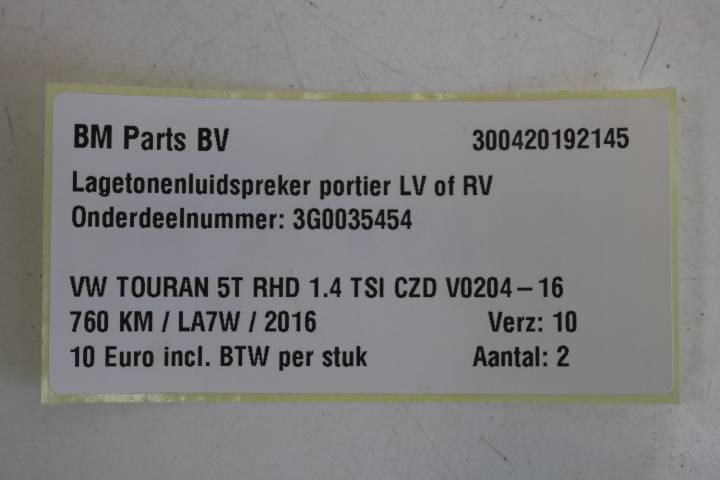 BM Parts BV 300420192145
Lagetonenluidspreker portier LV of RV
Onderdeelnummer: 3G0035454
VW TOURAN 5T RHD 1.4 TSI CZD V0204 – 16
760 KM / LA7W / 2016 Verz: 10
10 Euro incl. BTW per stuk Aantal: 2